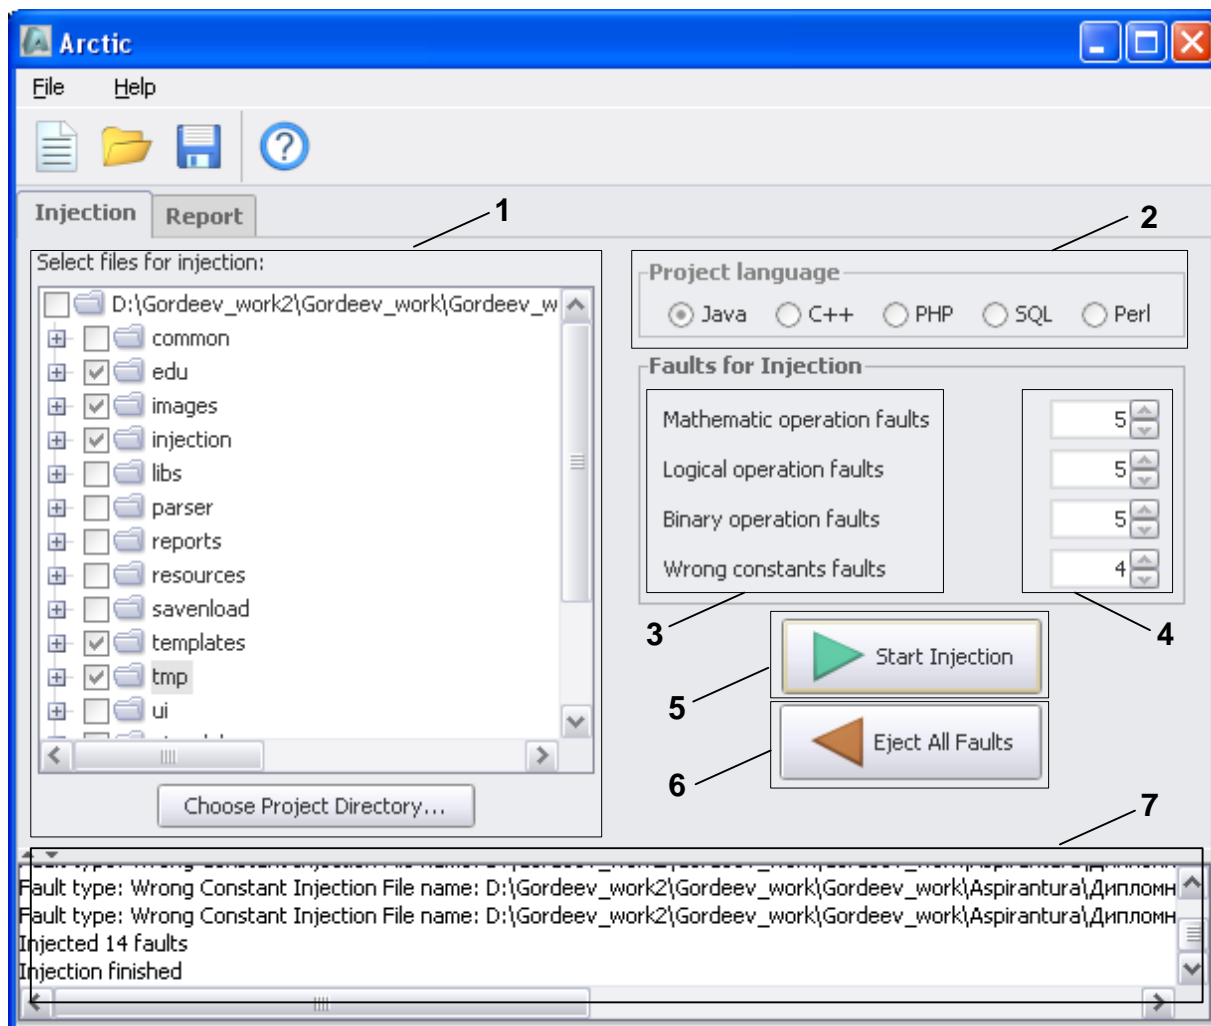 Arctic
File Help
Injection Report
1
2
Select files for injection:
D:\Gordeev_work2\Gordeev_work\Gordeev_w
common
edu
images
injection
libs
parser
reports
resources
savenload
templates
tmp
ui
Choose Project Directory...
Project language
Java C++ PHP SQL Perl
Faults for Injection
Mathematic operation faults 5
Logical operation faults 5
Binary operation faults 5
Wrong constants faults 4
3
4
Start Injection
5
Eject All Faults
6
7
Fault type: Wrong Constant Injection File name: D:\Gordeev_work2\Gordeev_work\Gordeev_work\Aspirantura\Дипломн
Fault type: Wrong Constant Injection File name: D:\Gordeev_work2\Gordeev_work\Gordeev_work\Aspirantura\Дипломн
Injected 14 faults
Injection finished